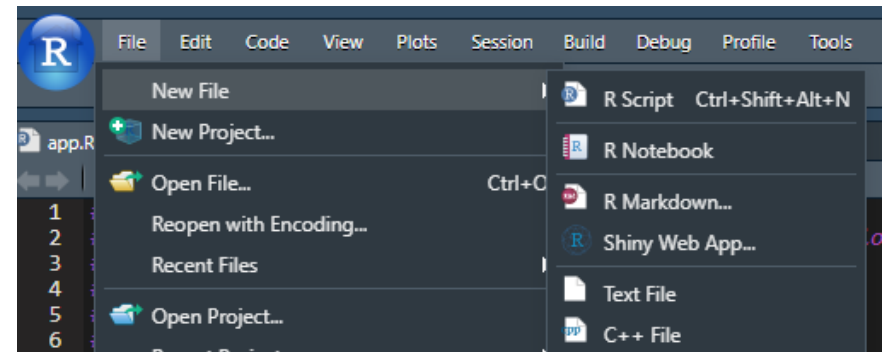 R
File Edit Code View Plots Session Build Debug Profile Tools
New File
New Project...
Open File... Ctrl+O
Reopen with Encoding...
Recent Files
Open Project...
R Script Ctrl+Shift+Alt+N
R Notebook
R Markdown...
Shiny Web App...
Text File
C++ File
app.R
1
2
3
4
5
6